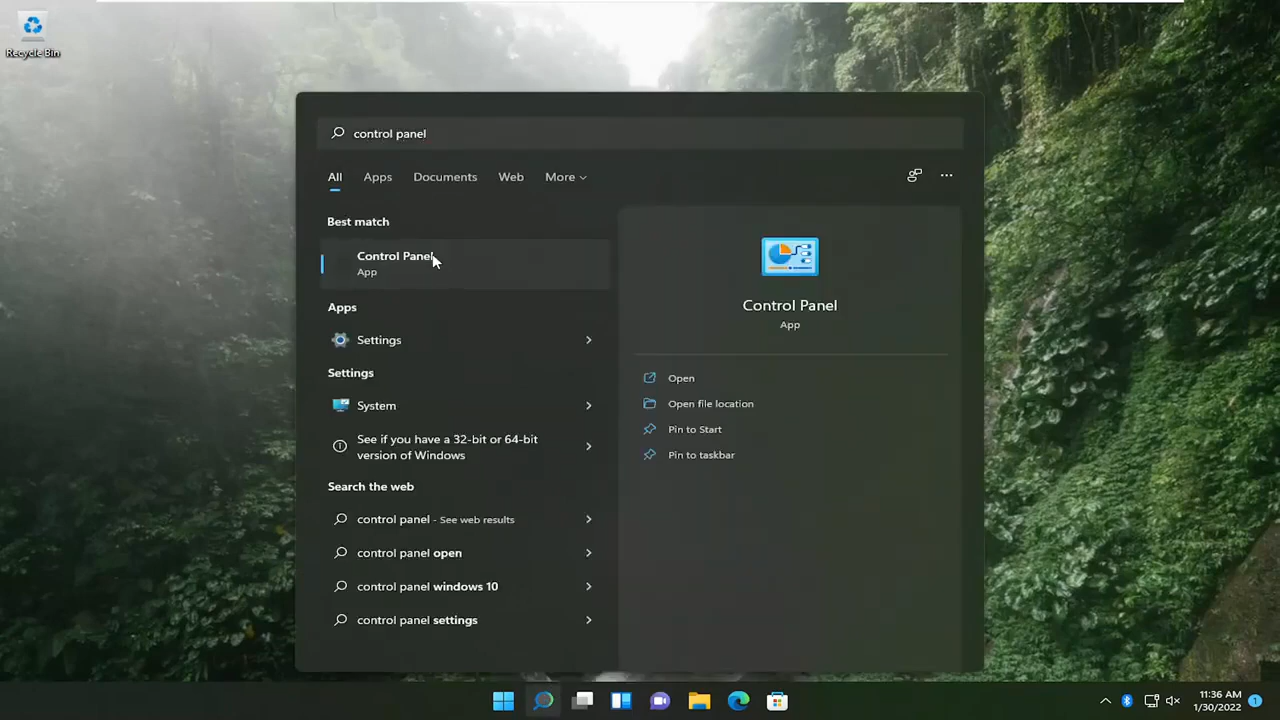 Recycle Bin
control panel
All Apps Documents Web More
Best match
Control Panel
App
Apps
Settings
Settings
System
See if you have a 32-bit or 64-bit
version of Windows
Search the web
control panel - See web results
control panel open
control panel windows 10
control panel settings
Control Panel
App
Open
Open file location
Pin to Start
Pin to taskbar
11:36 AM
1/30/2022
1